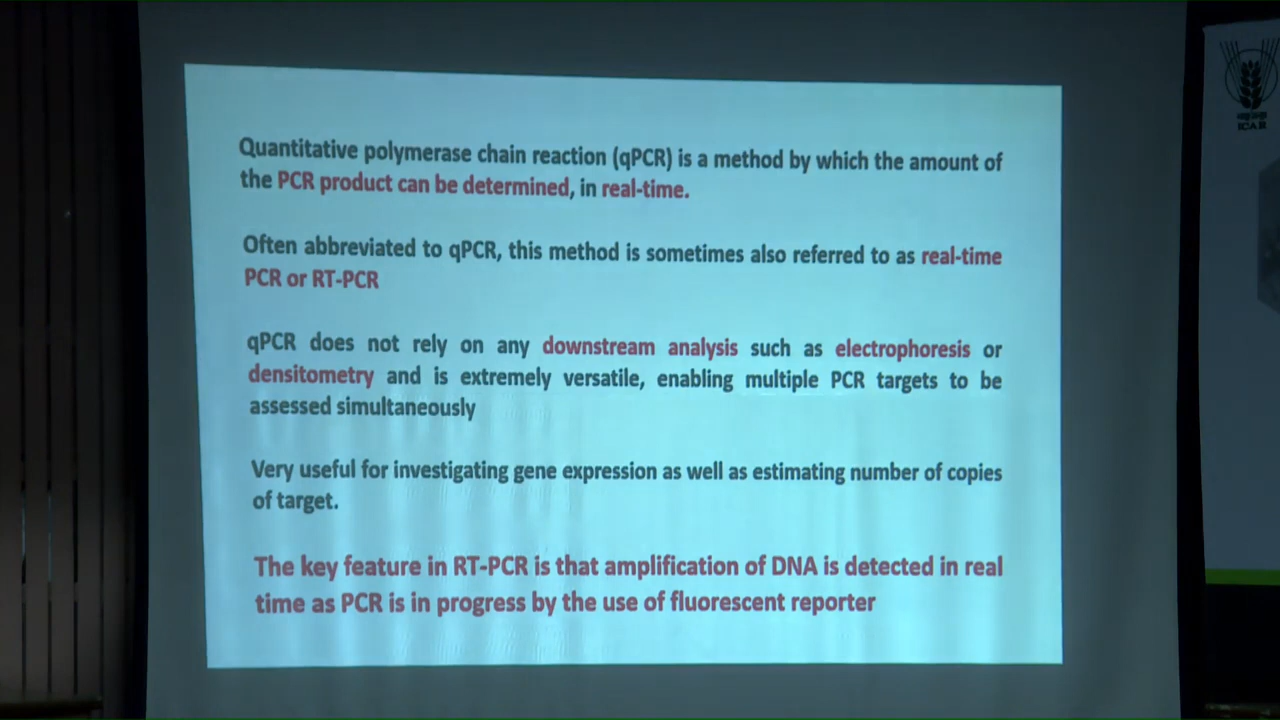 Quantitative polymerase chain reaction (qPCR) is a method by which the amount of
the PCR product can be determined, in real-time.
Often abbreviated to qPCR, this method is sometimes also referred to as real-time
PCR or RT-PCR
qPCR does not rely on any downstream analysis such as electrophoresis or
densitometry and is extremely versatile, enabling multiple PCR targets to be
assessed simultaneously
Very useful for investigating gene expression as well as estimating number of copies
of target.
The key feature in RT-PCR is that amplification of DNA is detected in real
time as PCR is in progress by the use of fluorescent reporter
ICAR